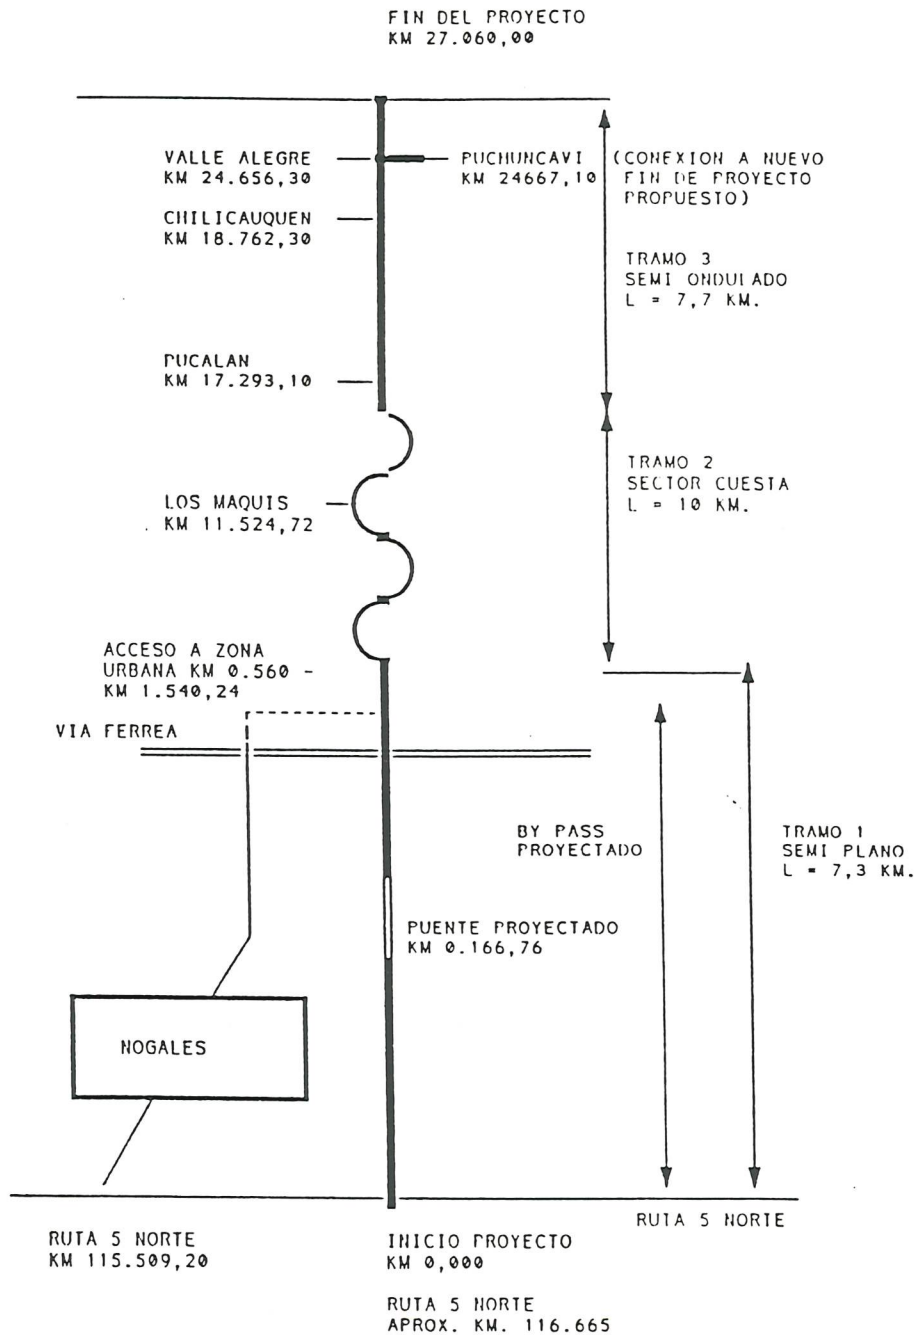 FIN DEL PROYECTO
KM 27.060,00
VALLE ALEGRE
KM 24.656,30
PUCHUNCAVI
KM 24667,10
(CONEXION A NUEVO
FIN DE PROYECTO
PROPUESTO)
CHILICAUQUEN
KM 18.762,30
TRAMO 3
SEMI ONDULADO
L = 7,7 KM.
PUCALAN
KM 17.293,10
TRAMO 2
SECTOR CUESTA
L = 10 KM.
LOS MAQUIS
KM 11.524,72
ACCESO A ZONA
URBANA KM 0.560 -
KM 1.540,24
VIA FERREA
BY PASS
PROYECTADO
TRAMO 1
SEMI PLANO
L = 7,3 KM.
PUENTE PROYECTADO
KM 0.166,76
NOGALES
RUTA 5 NORTE
RUTA 5 NORTE
KM 115.509,20
INICIO PROYECTO
KM 0,000
RUTA 5 NORTE
APROX. KM. 116.665